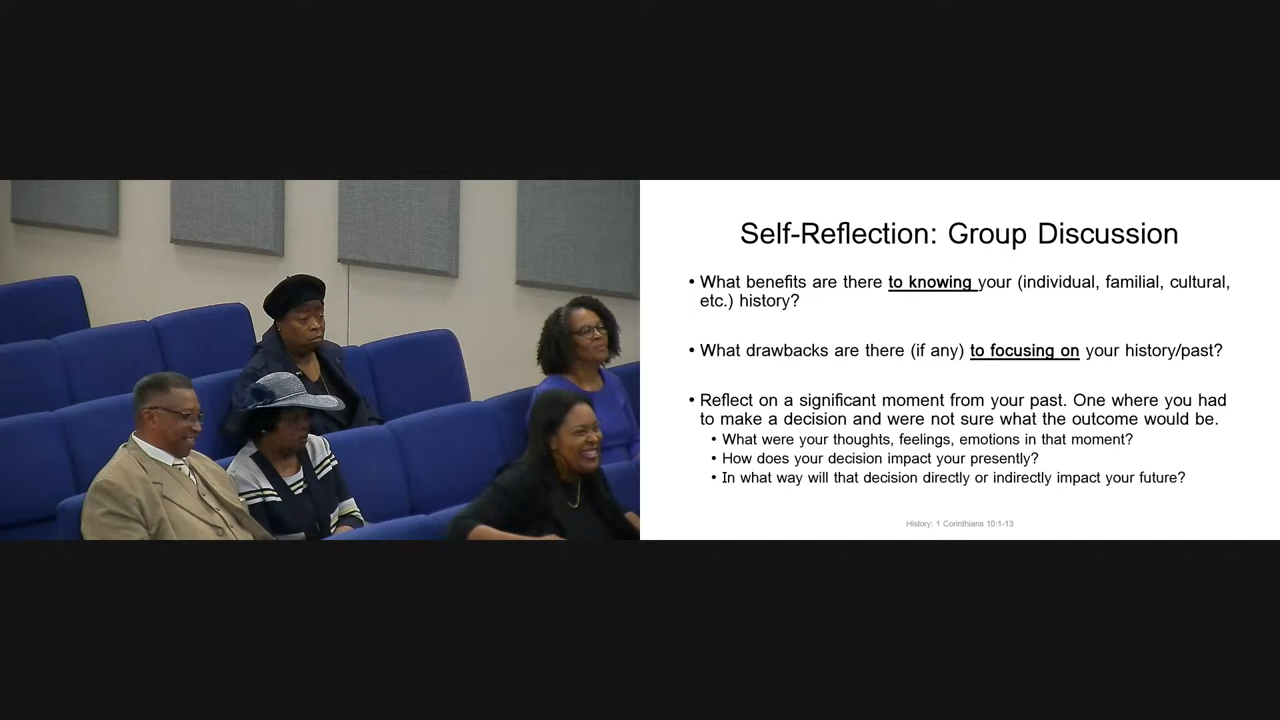 Self-Reflection: Group Discussion
• What benefits are there to knowing your (individual, familial, cultural,
etc.) history?
• What drawbacks are there (if any) to focusing on your history/past?
• Reflect on a significant moment from your past. One where you had
to make a decision and were not sure what the outcome would be.
• What were your thoughts, feelings, emotions in that moment?
• How does your decision impact your presently?
• In what way will that decision directly or indirectly impact your future?
History: 1 Corinthians 10:1-13